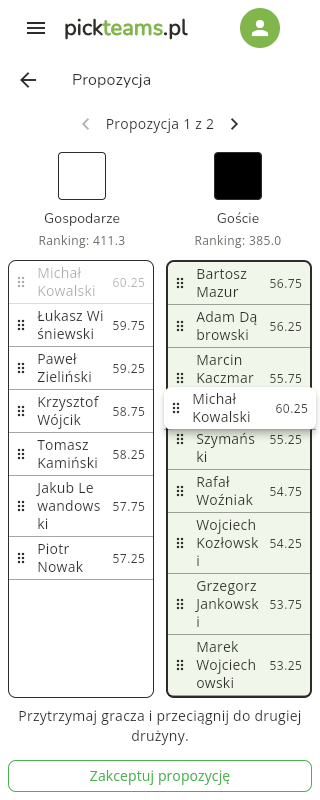 pickteams.pl
Propozycja
Propozycja 1 z 2
Gospodarze
Ranking: 411.3
Michał
Kowalski
60.25
Łukasz Wi
śniewski
59.75
Paweł
Zieliński
59.25
Krzysztof
Wójcik
58.75
Tomasz
Kamiński
58.25
Jakub Le
wandows
ki
57.75
Piotr
Nowak
57.25
Goście
Ranking: 385.0
Bartosz
Mazur
56.75
Adam Dą
browski
56.25
Marcin
Kaczmar
55.75
Michał
Kowalski
60.25
Szymańs
ki
55.25
Rafał
Woźniak
54.75
Wojciech
Kozłowsk
i
54.25
Grzegorz
Jankowsk
i
53.75
Marek
Wojciech
owski
53.25
Przytrzymaj gracza i przeciągnij do drugiej
drużyny.
Zakceptuj propozycję